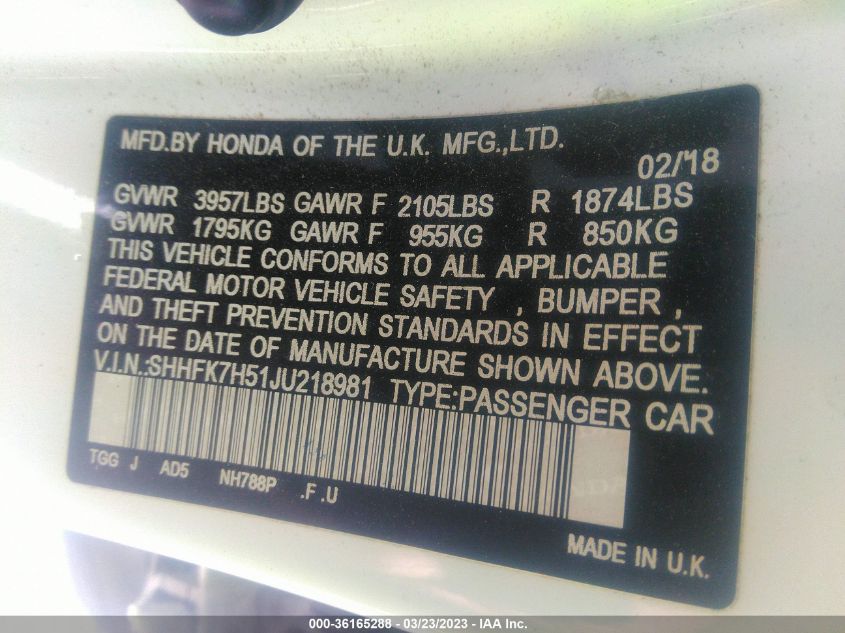 MFD.BY HONDA OF THE U.K. MFG.,LTD.
02/'18
GVWR 3957LBS GAWR F 2105LBS R 1874LBS
GVWR 1795KG GAWR F 955KG R 850KG
THIS VEHICLE CONFORMS TO ALL APPLICABLE
FEDERAL MOTOR VEHICLE SAFETY , BUMPER ,
AND THEFT PREVENTION STANDARDS IN EFFECT
ON THE DATE OF MANUFACTURE SHOWN ABOVE.
V.I.N.:SHHFK7H51JU218981 TYPE:PASSENGER CAR
TGG J AD5 NH788P .F .U
MADE IN U.K.
000-36165288 - 03/23/2023 - IAA Inc.